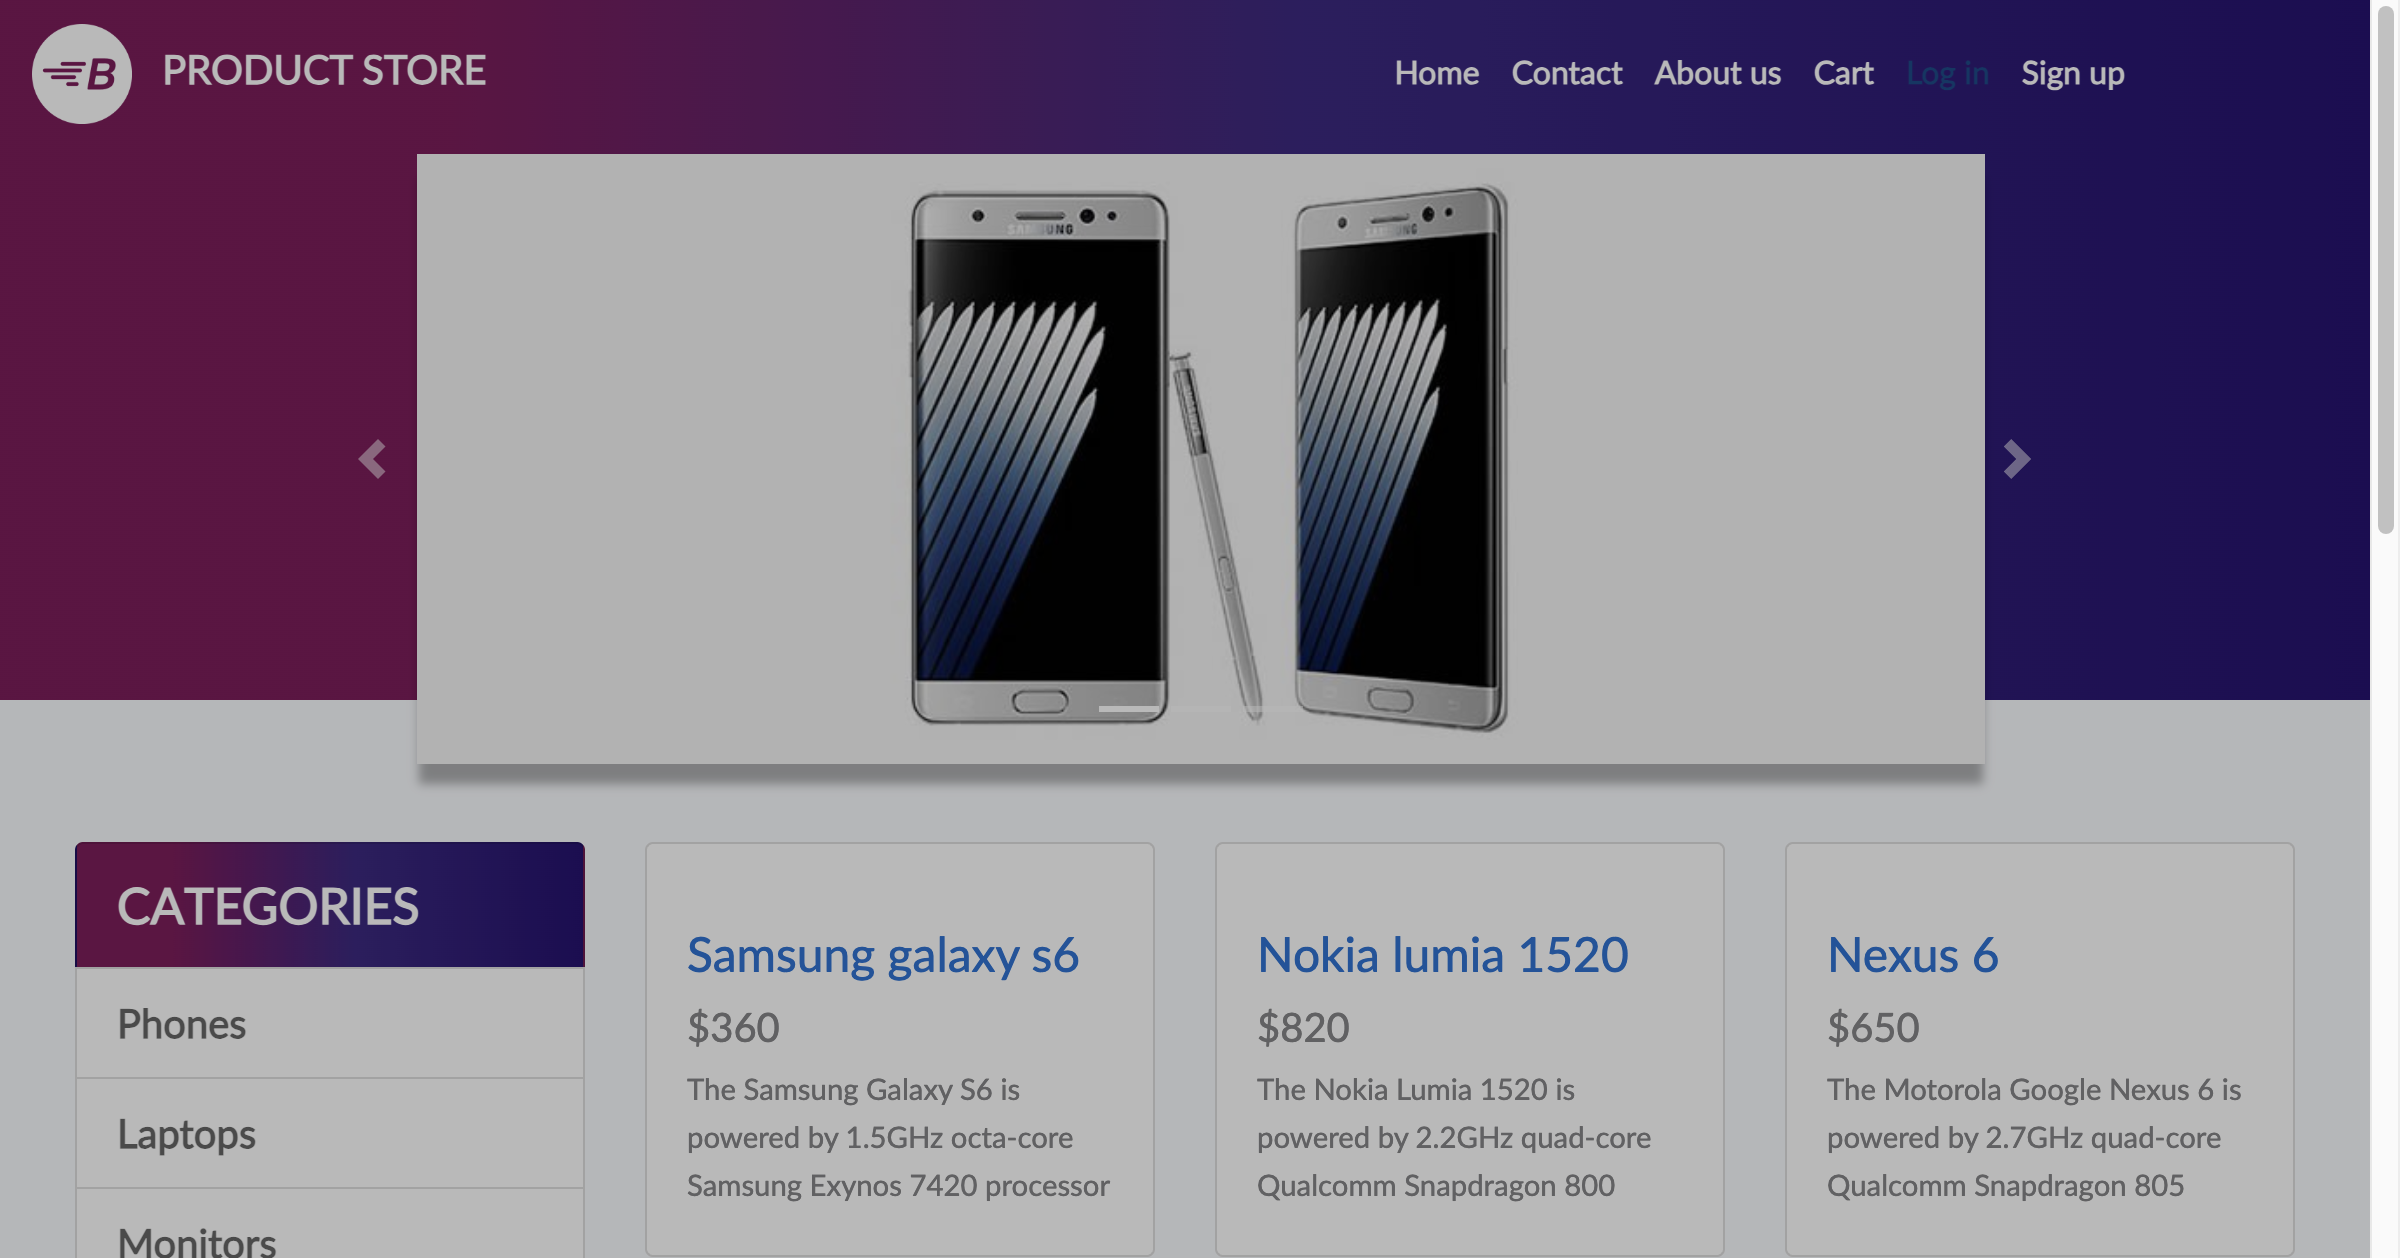 B PRODUCT STORE
Home Contact About us Cart Log in Sign up
SAMSUNG SAMSUNG
CATEGORIES
Phones
Laptops
Monitors
Samsung galaxy s6
$360
The Samsung Galaxy S6 is
powered by 1.5GHz octa-core
Samsung Exynos 7420 processor
Nokia lumia 1520
$820
The Nokia Lumia 1520 is
powered by 2.2GHz quad-core
Qualcomm Snapdragon 800
Nexus 6
$650
The Motorola Google Nexus 6 is
powered by 2.7GHz quad-core
Qualcomm Snapdragon 805